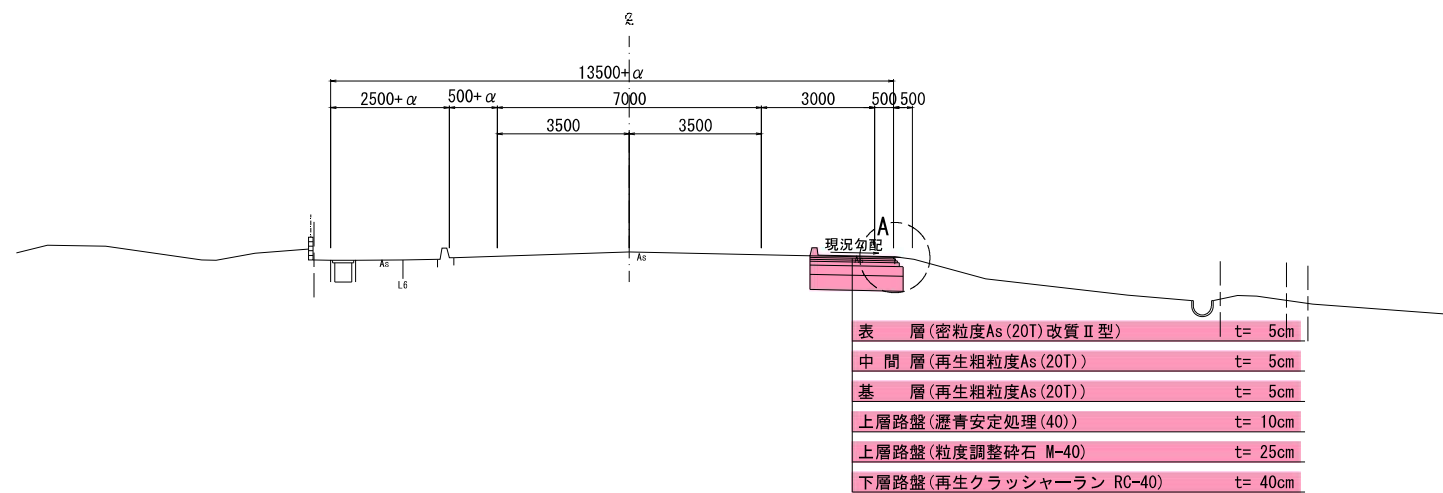 ℄
13500+α
2500+α 500+α 7000 3000 500 500
3500 3500
A
現況勾配
As
As
As
L6
表 層(密粒度As(20T)改質Ⅱ型) t= 5cm
中 間 層(再生粗粒度As(20T)) t= 5cm
基 層(再生粗粒度As(20T)) t= 5cm
上層路盤(瀝青安定処理(40)) t= 10cm
上層路盤(粒度調整砕石 M-40) t= 25cm
下層路盤(再生クラッシャーラン RC-40) t= 40cm